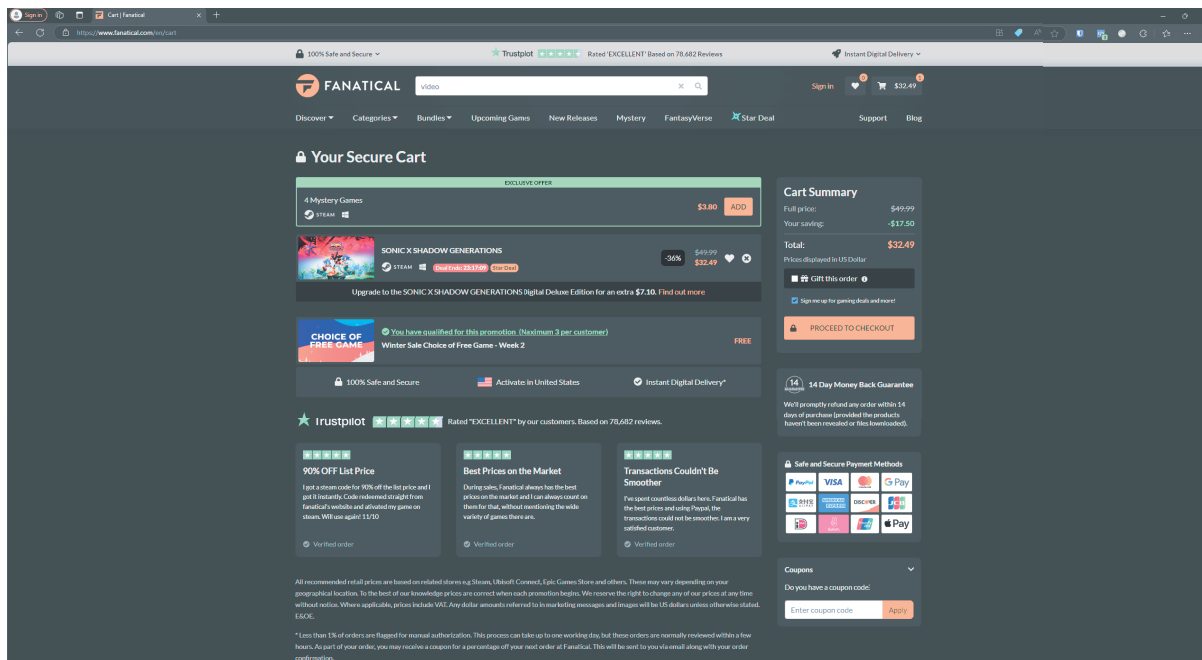 Sign in
Cart | Fanatical
https://www.fanatical.com/en/cart
100% Safe and Secure
Trustpilot
Rated 'EXCELLENT' Based on 78,682 Reviews
Instant Digital Delivery
FANATICAL
video
Sign In
0
$32.49
1
Discover
Categories
Bundles
Upcoming Games
New Releases
Mystery
FantasyVerse
Star Deal
Support
Blog
Your Secure Cart
EXCLUSIVE OFFER
4 Mystery Games
STEAM
$3.80
ADD
SONIC X SHADOW GENERATIONS
STEAM
Deal Ends: 23:17:09
Star Deal
-36%
$49.99
$32.49
Upgrade to the SONIC X SHADOW GENERATIONS Digital Deluxe Edition for an extra $7.10. Find out more
CHOICE OF
FREE GAME
You have qualified for this promotion (Naximum 3 per customer)
Winter Sale Choice of Free Game - Week 2
FREE
100% Safe and Secure
Activate in United States
Instant Digital Delivery*
Trustpilot
Rated "EXCELLENT" by our customers. Based on 78,682 reviews.
90% OFF List Price
I got a steam code for 90% off the list price and I
got it instantly. Code redeemed straight from
fanatical's website and ativated my game on
steam. Will use again! 11/10
Verified order
Best Prices on the Market
During sales, Fanatical always has the best
prices on the market and I can always count on
them for that, without mentioning the wide
variety of games there are.
Verified order
Transactions Couldn't Be
Smoother
I've spent countless dollars here. Fanatical has
the best prices and using Paypal, the
transactions could not be smoother. I am a very
satisfied customer.
Verified order
All recommended retail prices are based on related stores e.g Steam, Ubisoft Connect, Epic Games Store and others. These may vary depending on your
geographical location. To the best of our knowledge prices are correct when each promotion begins. We reserve the right to change any of our prices at any time
without notice. Where applicable, prices include VAT. Any dollar amounts referred to in marketing messages and images will be US dollars unless otherwise stated.
E&OE.
* Less than 1% of orders are flagged for manual authorization. This process can take up to one working day, but these orders are normally reviewed within a few
hours. As part of your order, you may receive a coupon for a percentage off your next order at Fanatical. This will be sent to you via email along with your order
confirmation.
Cart Summary
Full price:
$49.99
Your saving:
-$17.50
Total:
$32.49
Prices displayed in US Dollar
Gift this order
Sign me up for gaming deals and more!
PROCEED TO CHECKOUT
14
14 Day Money Back Guarantee
We'll promptly refund any order within 14
days of purchase (provided the products
haven't been revealed or files lownloaded).
Safe and Secure Payment Methods
PayPal
VISA
G Pay
DISCOVER
JCB
Pay
Coupons
Do you have a coupon code?
Enter coupon code
Apply